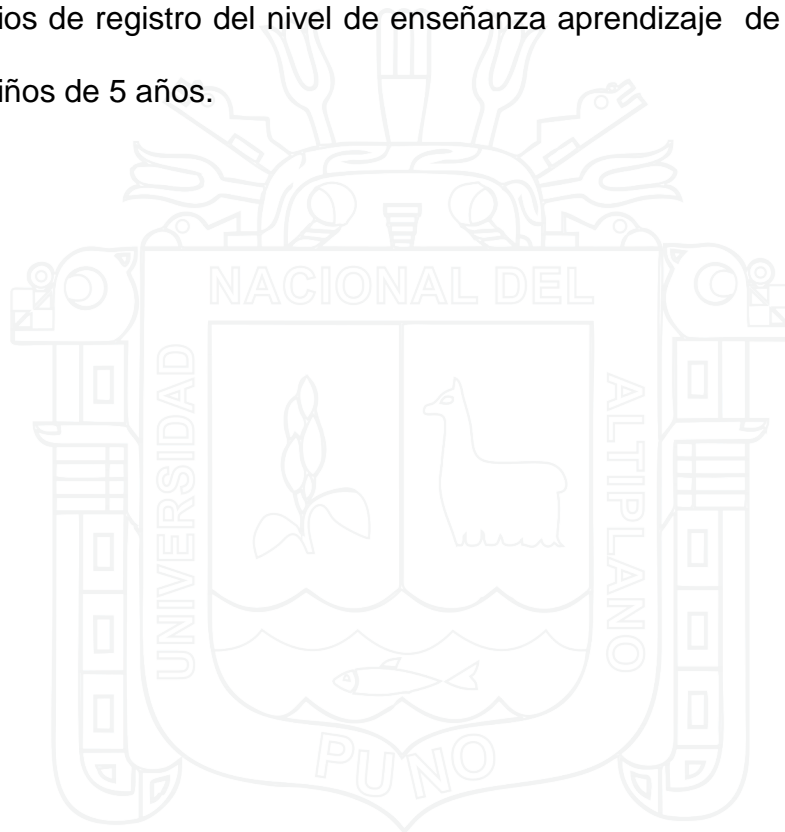 ios de registro del nivel de enseñanza aprendizaje  de
iños de 5 años.
UNIVERSIDAD
NACIONAL DEL
ALTIPLANO
PUNO